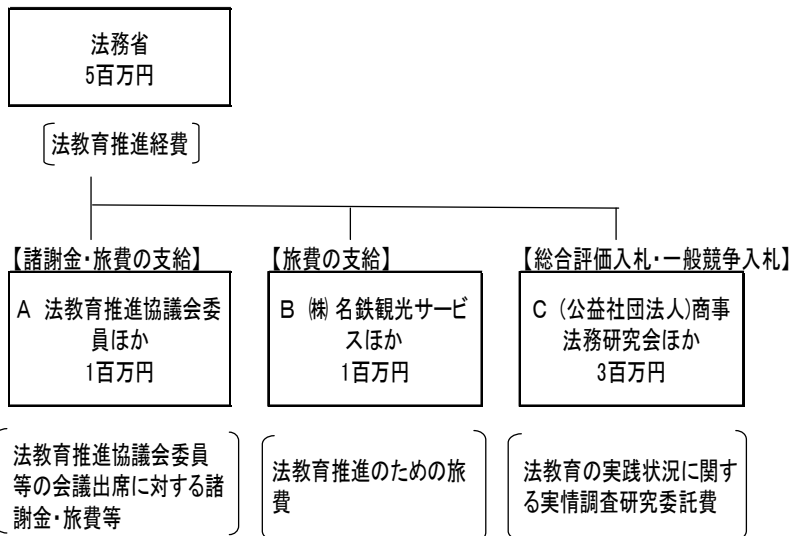 法務省
5百万円
法教育推進経費
【諸謝金・旅費の支給】
A 法教育推進協議会委
員ほか
1百万円
法教育推進協議会委員
等の会議出席に対する諸
謝金・旅費等
【旅費の支給】
B ㈱ 名鉄観光サービ
スほか
1百万円
法教育推進のための旅
費
【総合評価入札・一般競争入札】
C (公益社団法人)商事
法務研究会ほか
3百万円
法教育の実践状況に関す
る実情調査研究委託費